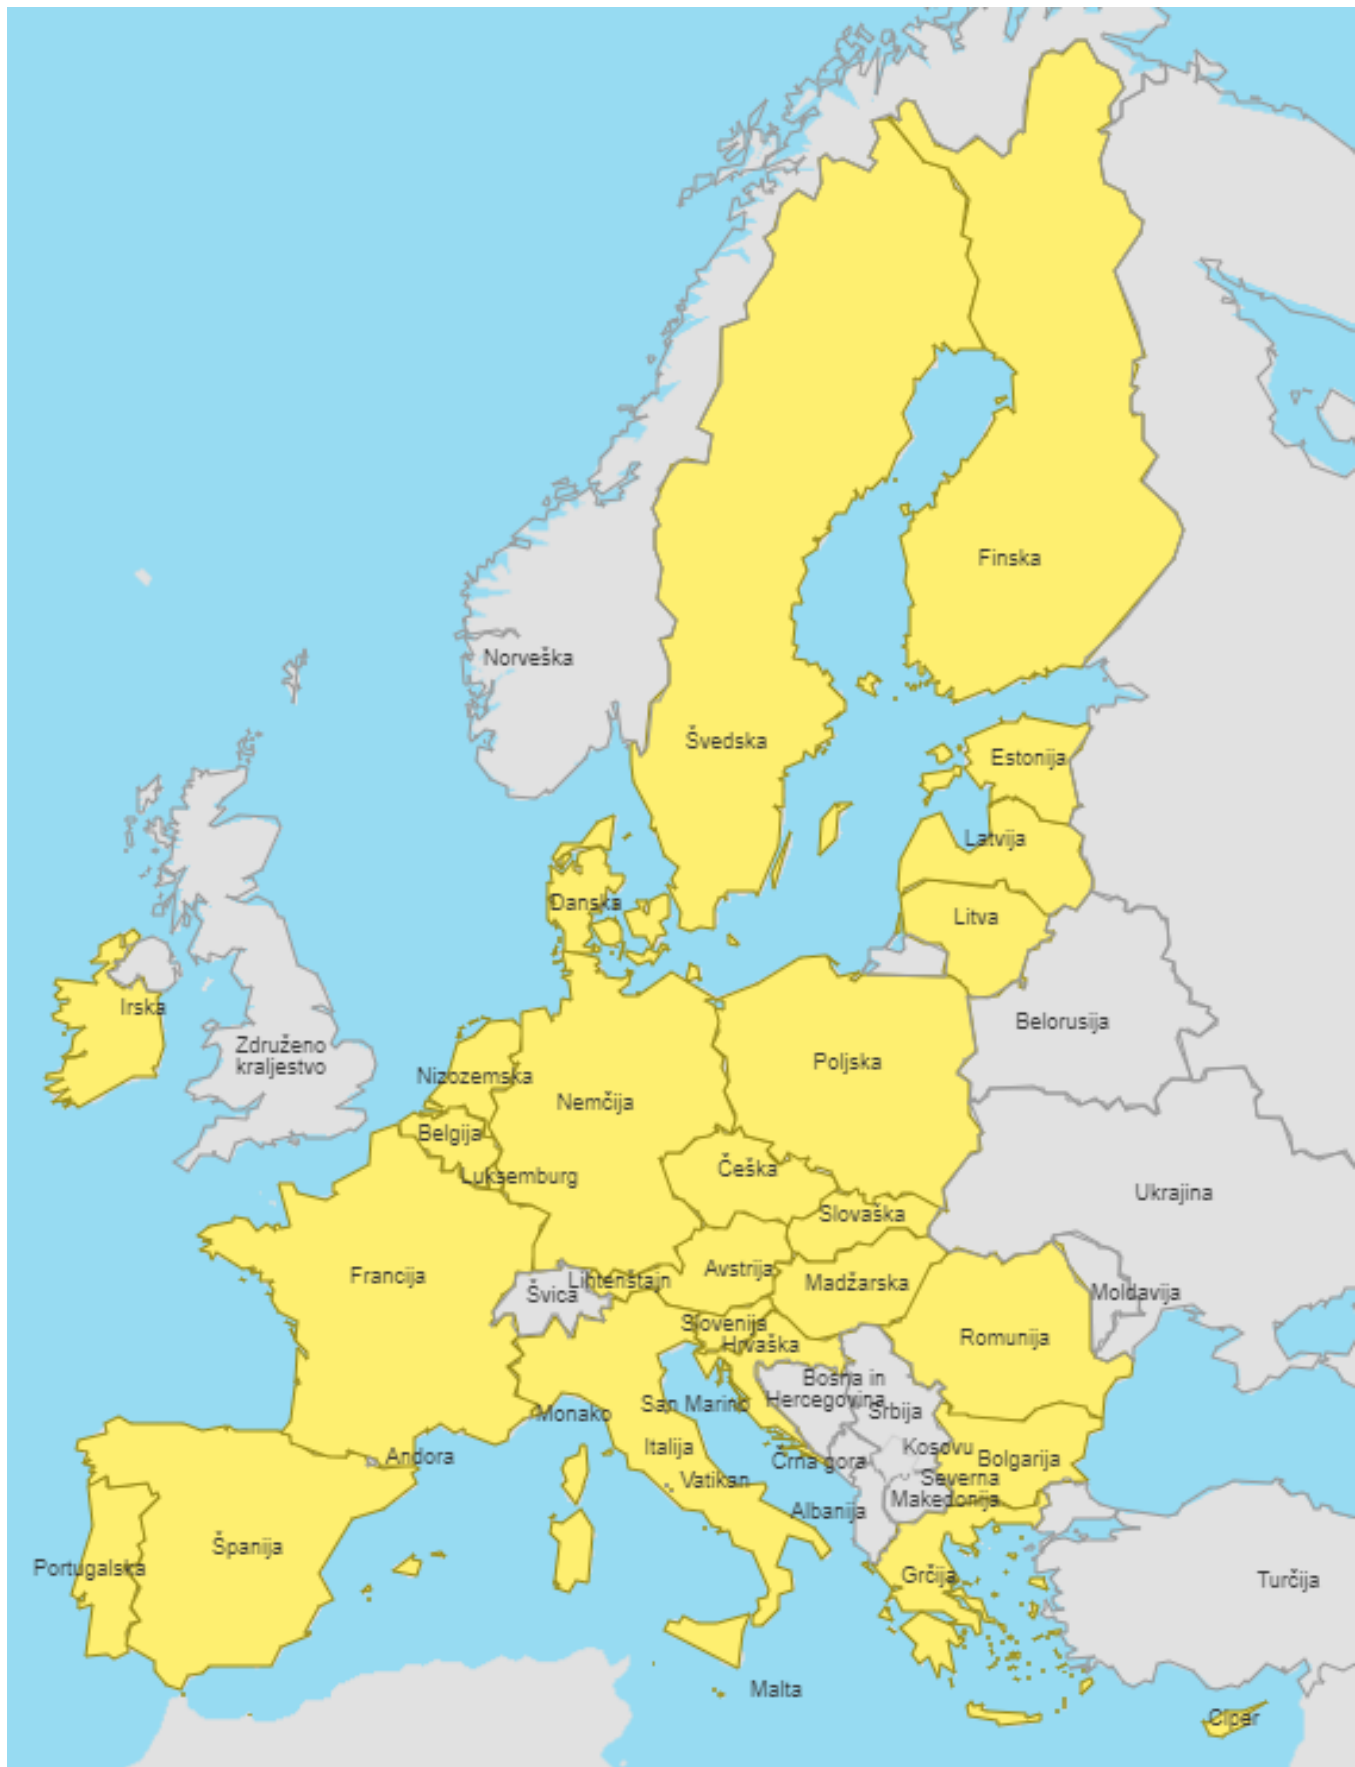 Finska
Norveška
Švedska
Estonija
Latvija
Danska
Litva
Irska
Belorusija
Združeno
kraljestvo
Poljska
Nizozemska
Nemčija
Belgija
Češka
Luksemburg
Ukrajina
Slovaška
Avstrija
Francija
Lihtenštajn
Madžarska
Švica
Moldavija
Slovenija
Romunija
Hrvaška
Bosna in
Hercegovina
San Marino
Srbija
Monako
Italija
Kosovu
Andora
Črna gora
Bolgarija
Vatikan
Severna
Makedonija
Albanija
Španija
Portugalska
Grčija
Turčija
Malta
Ciper